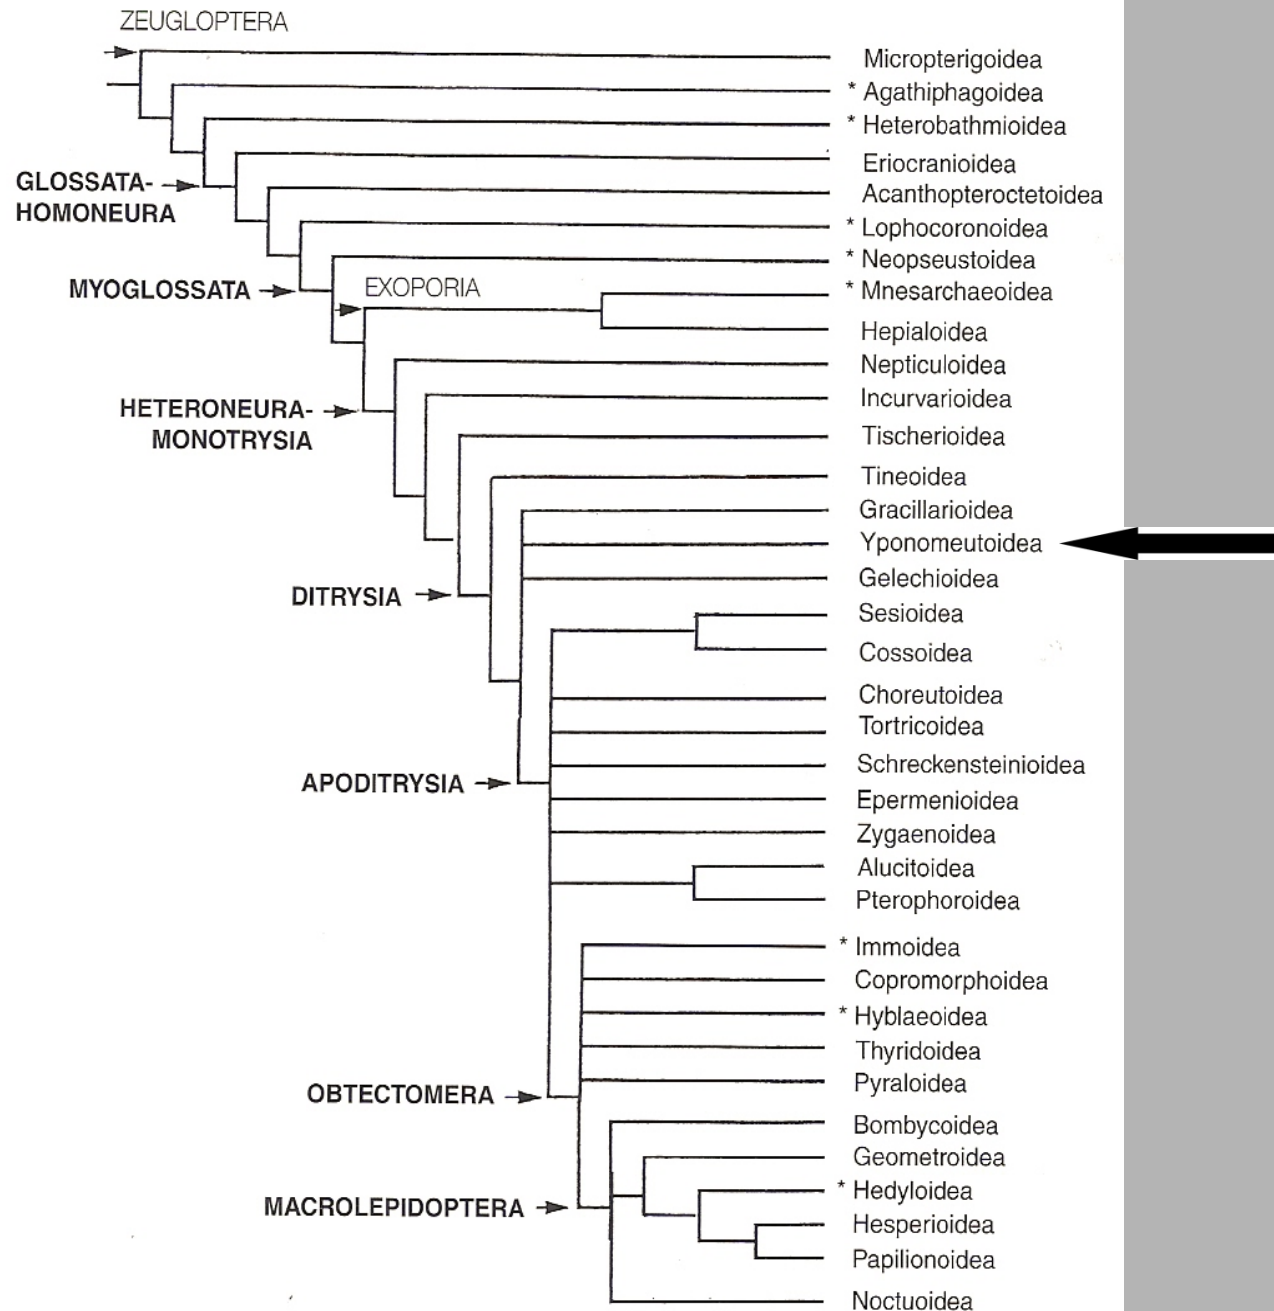 ZEUGLOPTERA
Micropterigoidea
* Agathiphagoidea
* Heterobathmioidea
Eriocranioidea
GLOSSATA-
HOMONEURA
Acanthopteroctetoidea
* Lophocoronoidea
* Neopseustoidea
MYOGLOSSATA
EXOPORIA
* Mnesarchaeoidea
Hepialoidea
Nepticuloidea
HETERONEURA-
MONOTRYSIA
Incurvarioidea
Tischerioidea
Tineoidea
Gracillarioidea
Yponomeutoidea
Gelechioidea
DITRYSIA
Sesioidea
Cossoidea
Choreutoidea
Tortricoidea
Schreckensteinioidea
APODITRYSIA
Epermenioidea
Zygaenoidea
Alucitoidea
Pterophoroidea
* Immoidea
Copromorphoidea
* Hyblaeoidea
Thyridoidea
Pyraloidea
OBTECTOMERA
Bombycoidea
Geometroidea
* Hedyloidea
MACROLEPIDOPTERA
Hesperioidea
Papilionoidea
Noctuoidea